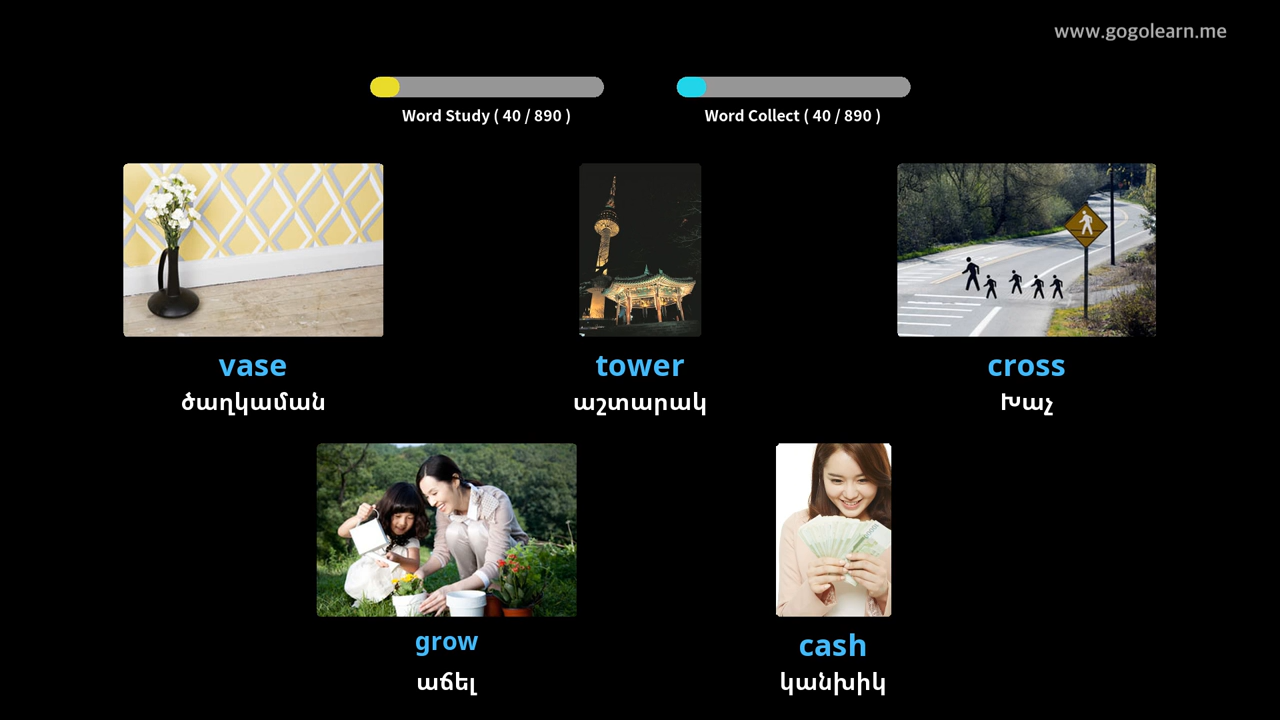 www.gogolearn.me
Word Study ( 40 / 890 )
Word Collect ( 40 / 890 )
vase
ծաղկաման
tower
աշտարակ
cross
Խաչ
grow
աճել
cash
կանխիկ